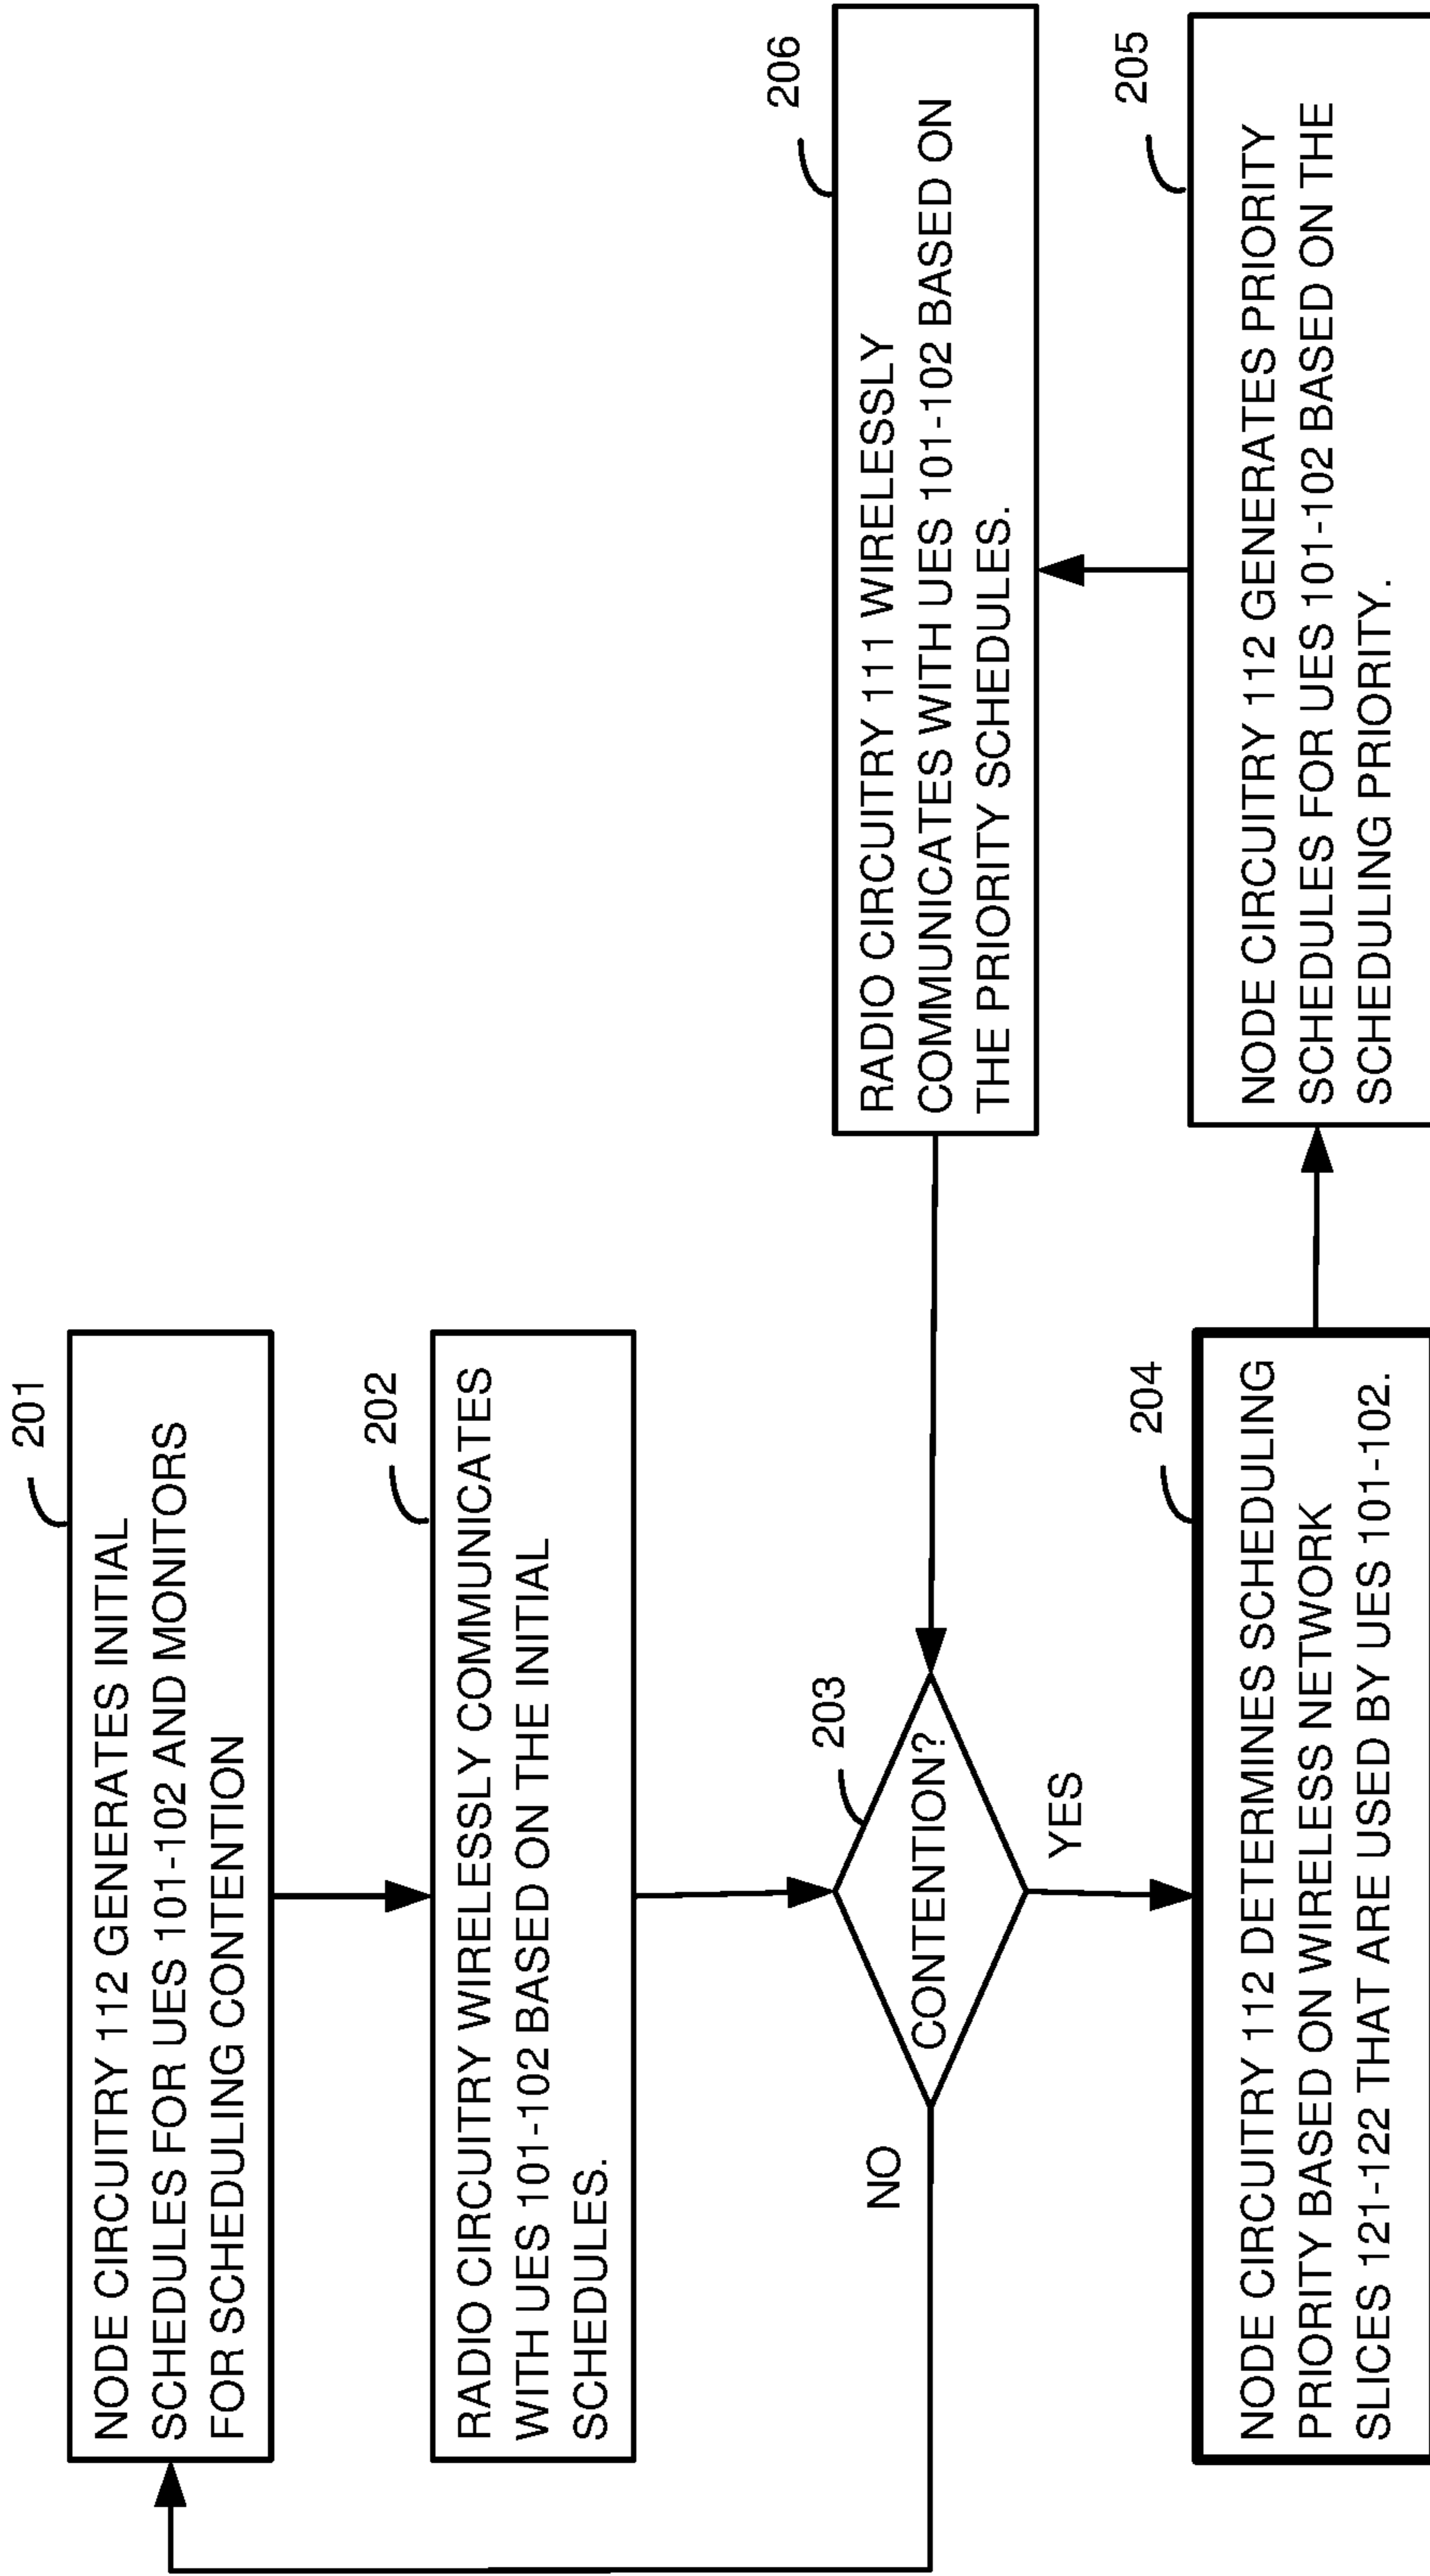 201
NODE CIRCUITRY 112 GENERATES INITIAL
SCHEDULES FOR UES 101-102 AND MONITORS
FOR SCHEDULING CONTENTION
202
RADIO CIRCUITRY WIRELESSLY COMMUNICATES
WITH UES 101-102 BASED ON THE INITIAL
SCHEDULES.
203
CONTENTION?
NO
YES
204
NODE CIRCUITRY 112 DETERMINES SCHEDULING
PRIORITY BASED ON WIRELESS NETWORK
SLICES 121-122 THAT ARE USED BY UES 101-102.
205
NODE CIRCUITRY 112 GENERATES PRIORITY
SCHEDULES FOR UES 101-102 BASED ON THE
SCHEDULING PRIORITY.
206
RADIO CIRCUITRY 111 WIRELESSLY
COMMUNICATES WITH UES 101-102 BASED ON
THE PRIORITY SCHEDULES.